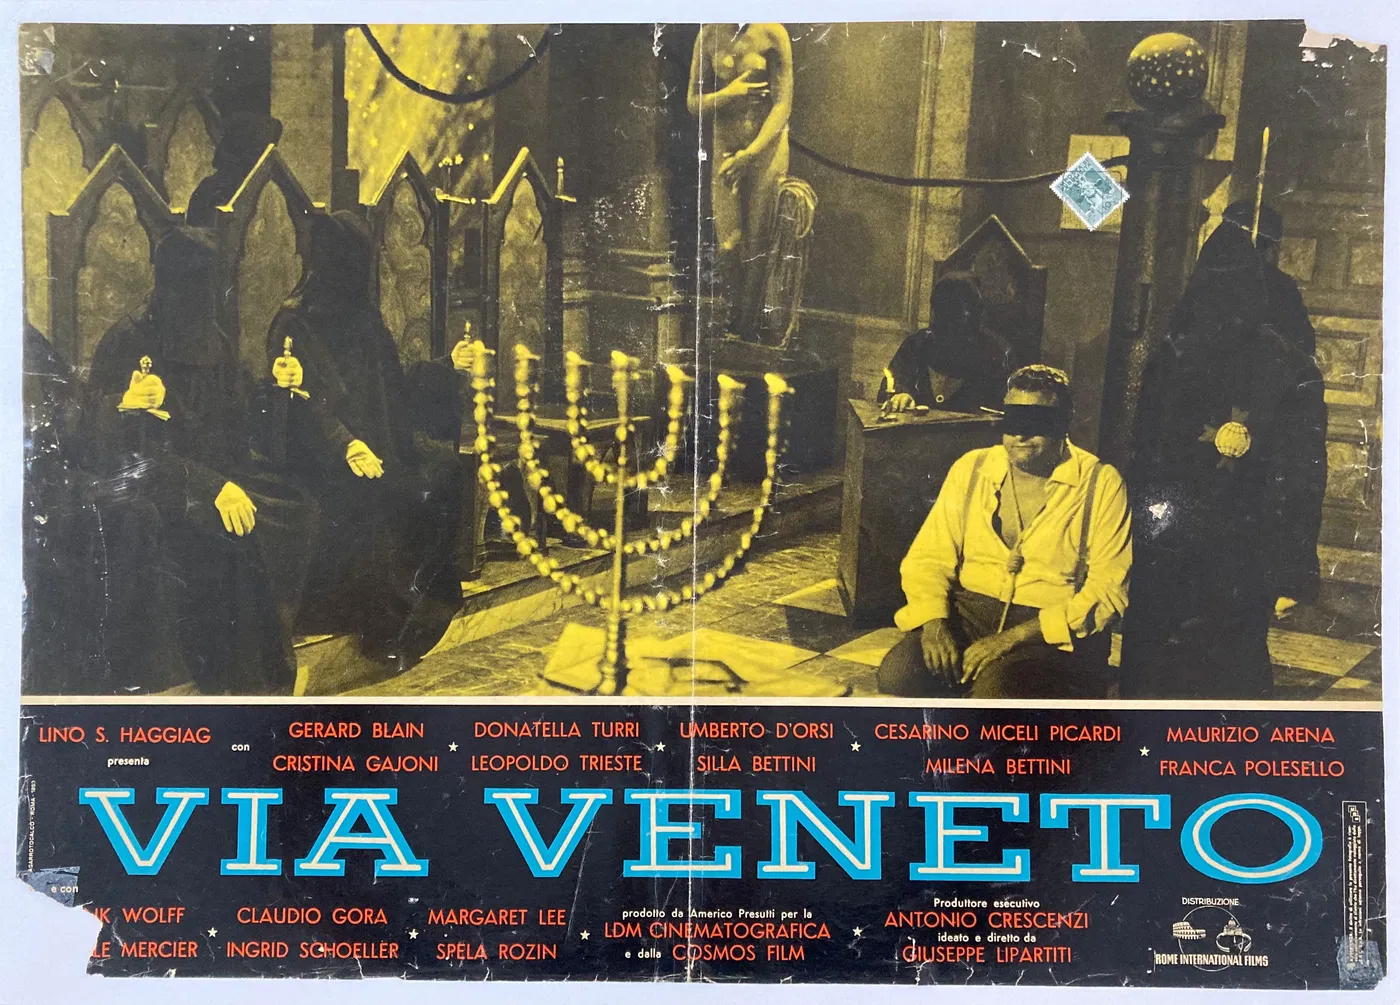 LINO S. HAGGIAG
presenta
con
GERARD BLAIN
CRISTINA GAJONI
DONATELLA TURRI
LEOPOLDO TRIESTE
UMBERTO D'ORSI
SILLA BETTINI
CESARINO MICELI PICARDI
MILENA BETTINI
MAURIZIO ARENA
FRANCA POLESELLO
VIA VENETO
e con
WOLFF
MERCIER
CLAUDIO GORA
INGRID SCHOELLER
MARGARET LEE
SPELA ROZIN
prodotto da Americo Presutti per la
LDM CINEMATOGRAFICA
e dalla COSMOS FILM
Produttore esecutivo
ANTONIO CRESCENZI
ideato e diretto da
GIUSEPPE LIPARTITI
DISTRIBUZIONE
ROME INTERNATIONAL FILMS
ROMA - 1963